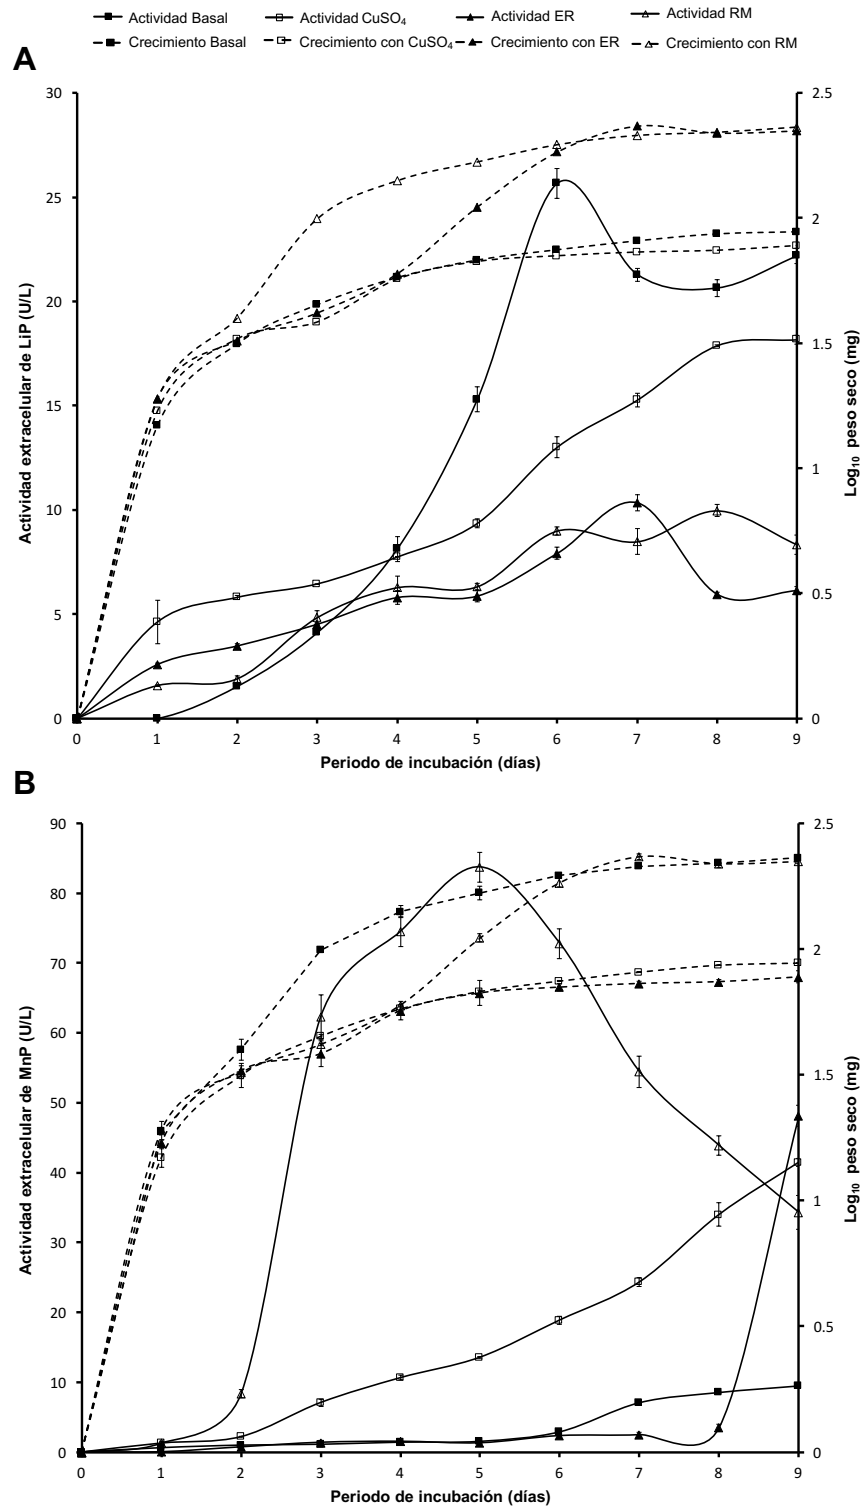 Actividad Basal Actividad CuSO₄ Actividad ER Actividad RM
Crecimiento Basal Crecimiento con CuSO₄ Crecimiento con ER Crecimiento con RM
A
30
25
20
15
10
5
0
Actividad extracelular de LiP (U/L)
2.5
2
1.5
1
0.5
0
Log₁₀ peso seco (mg)
0 1 2 3 4 5 6 7 8 9
Periodo de incubación (días)
B
90
80
70
60
50
40
30
20
10
0
Actividad extracelular de MnP (U/L)
2.5
2
1.5
1
0.5
0
Log₁₀ peso seco (mg)
0 1 2 3 4 5 6 7 8 9
Periodo de incubación (días)